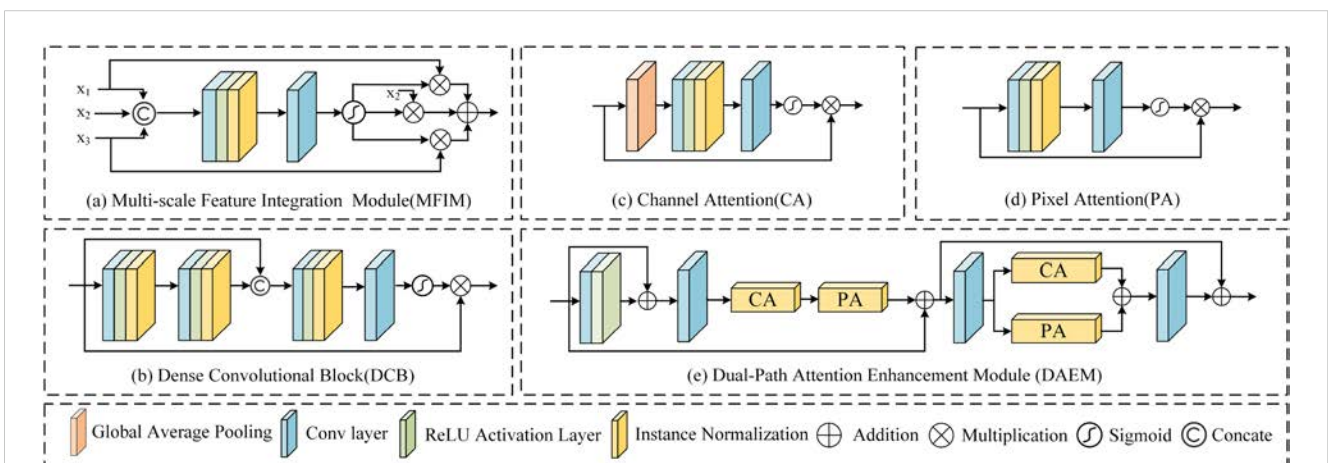 x1
x2
x3
C
x2
(a) Multi-scale Feature Integration Module(MFIM)
(c) Channel Attention(CA)
(d) Pixel Attention(PA)
C
(b) Dense Convolutional Block(DCB)
CA
PA
CA
PA
(e) Dual-Path Attention Enhancement Module (DAEM)
Global Average Pooling Conv layer ReLU Activation Layer Instance Normalization Addition Multiplication Sigmoid C Concate